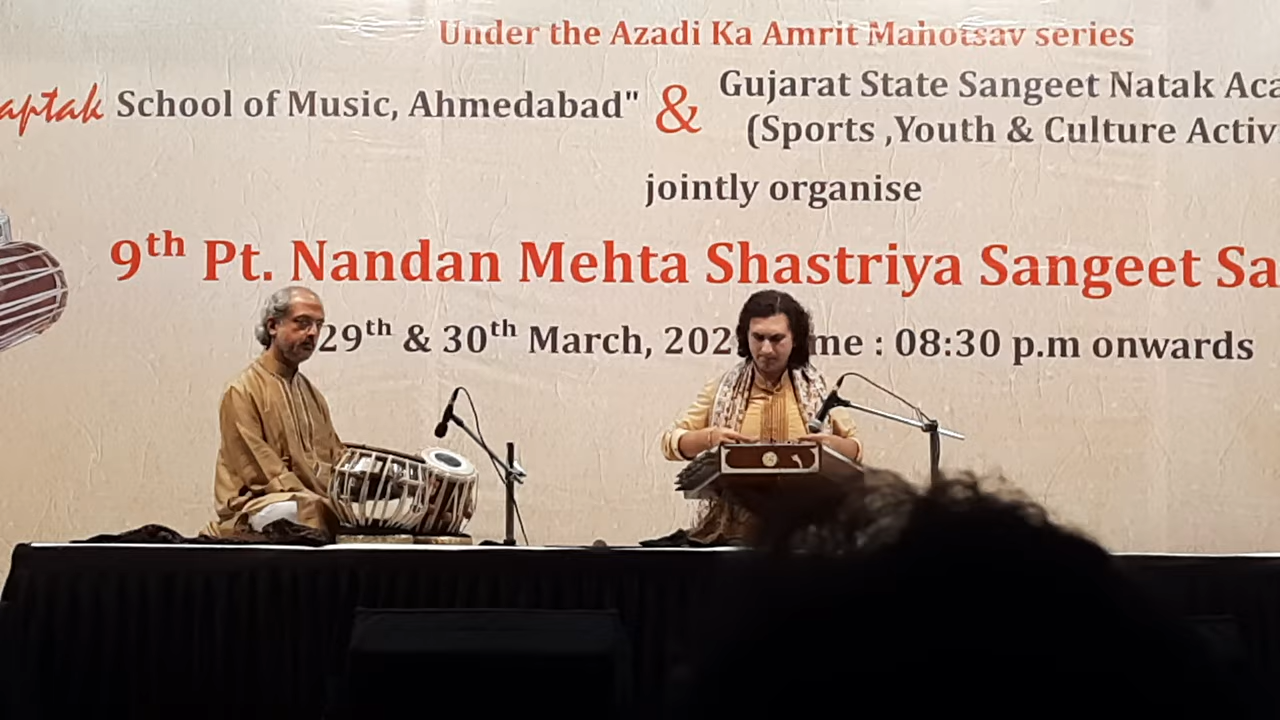 Under the Azadi Ka Amrit Mahotsav series
aptak School of Music, Ahmedabad" & Gujarat State Sangeet Natak Aca
(Sports ,Youth & Culture Activ
jointly organise
9th Pt. Nandan Mehta Shastriya Sangeet Sa
29th & 30th March, 202 me : 08:30 p.m onwards